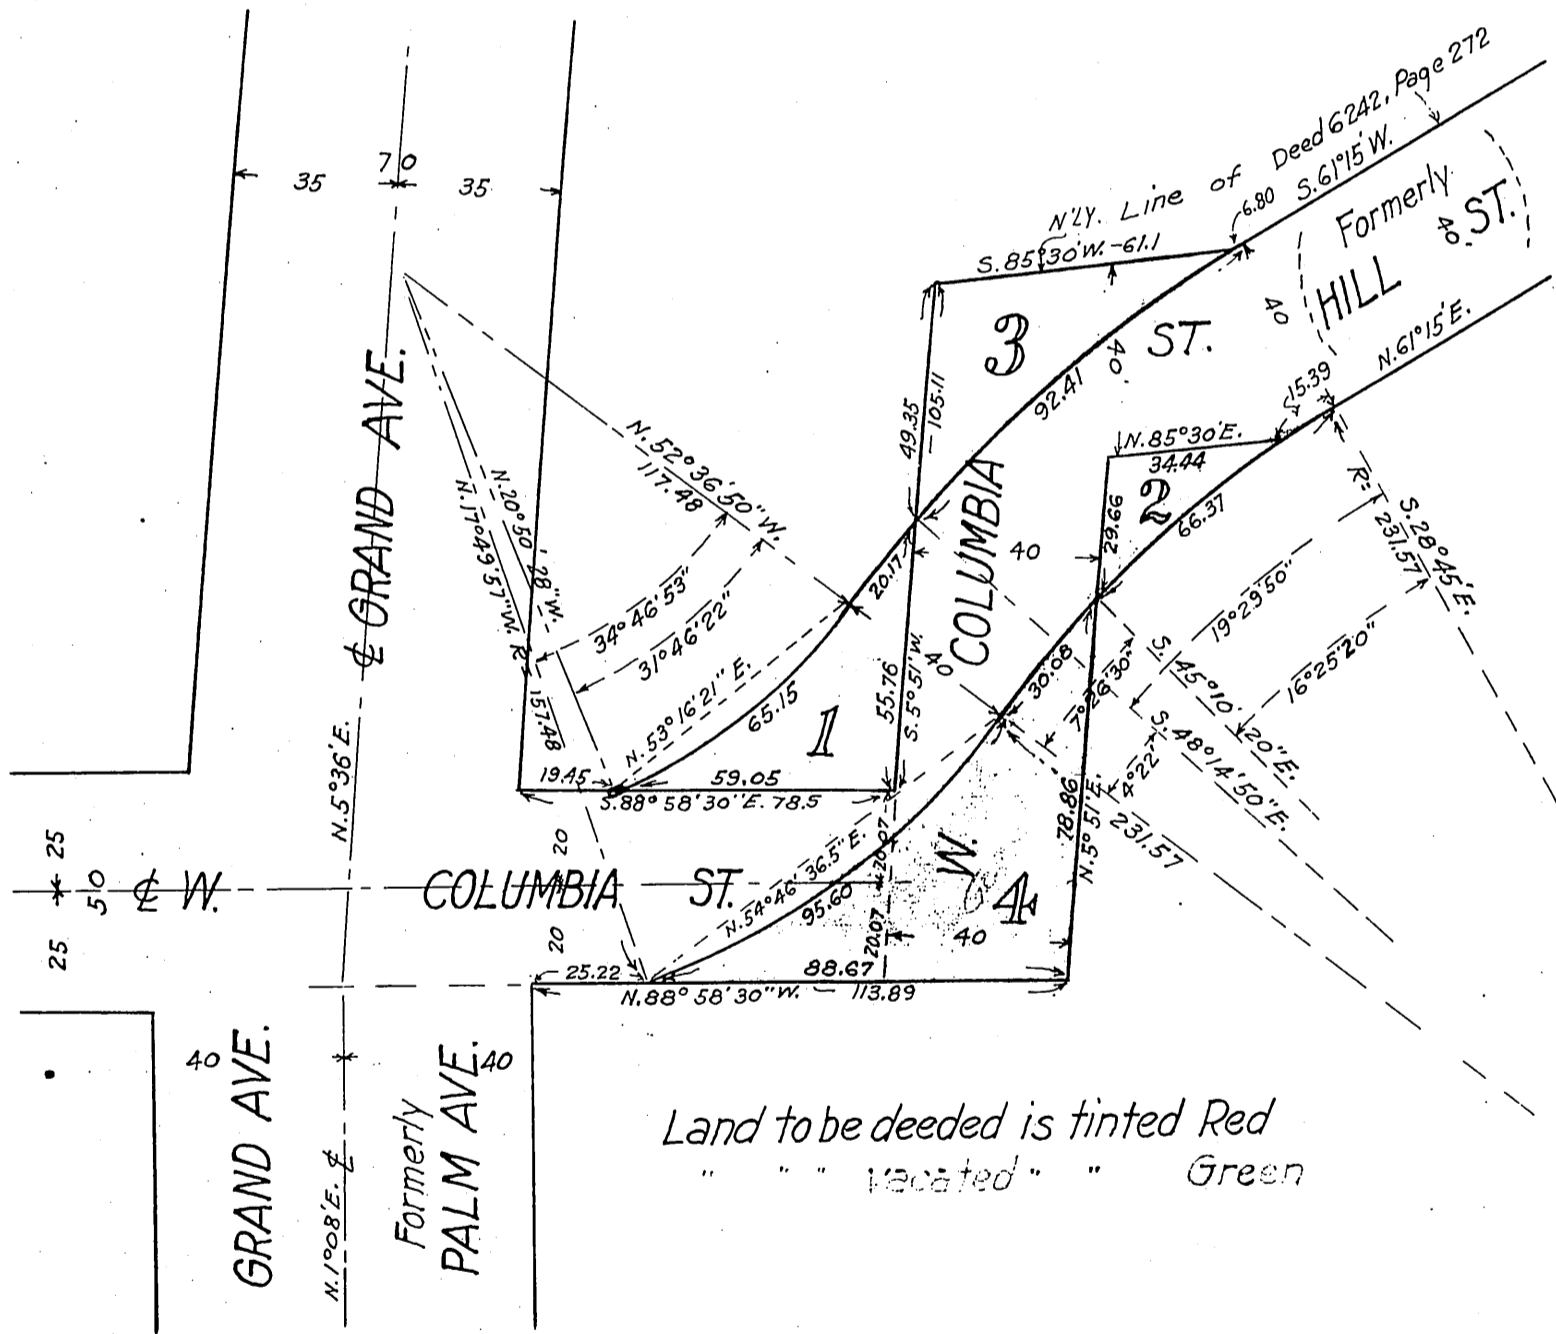 N'LY. Line of Deed 6242, Page 272
S. 61°15' W.
6.80
S. 85°30' W. - 61.1
Formerly
HILL ST.
40
40
N. 61°15' E.
70
35
35
3
ST.
40
92.41
15.39
49.35
105.11
N. 85°30' E.
34.44
2
29.66
66.37
R=
231.57
S. 28°45' E.
℄ GRAND AVE.
N. 52°36'50" W.
117.48
N. 20°50'28" W.
N. 17°49'57" W.
R=
157.48
34°46'53"
31°46'22"
N. 53°16'21" E.
65.15
20.17
COLUMBIA
40
40
55.76
S. 5°51' W.
1
30.08
7°26'30"
19°29'50"
16°25'20"
S. 45°10'20" E.
S. 48°14'50" E.
4°22'
231.57
19.45
59.05
S. 88°58'30" E. 78.5
N. 5°36' E.
78.86
N. 5°51' E.
25
50
25
℄ W. COLUMBIA ST.
20
20
N. 54°46'36.5" E.
95.60
20.07
20.07
W.
4
40
25.22
88.67
N. 88°58'30" W. - 113.89
40
GRAND AVE.
N. 1°08' E. ℄
40
Formerly
PALM AVE.
Land to be deeded is tinted Red
" " " vacated " " Green